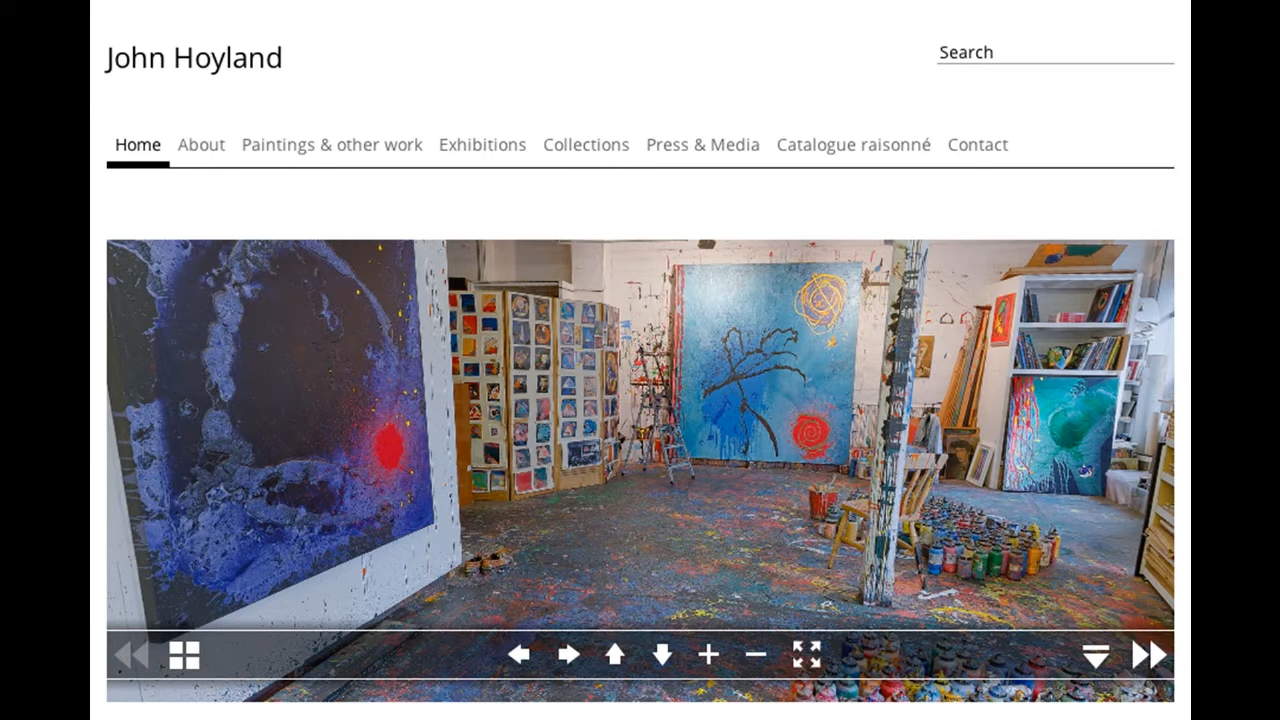 John Hoyland
Search
Home About Paintings & other work Exhibitions Collections Press & Media Catalogue raisonné Contact